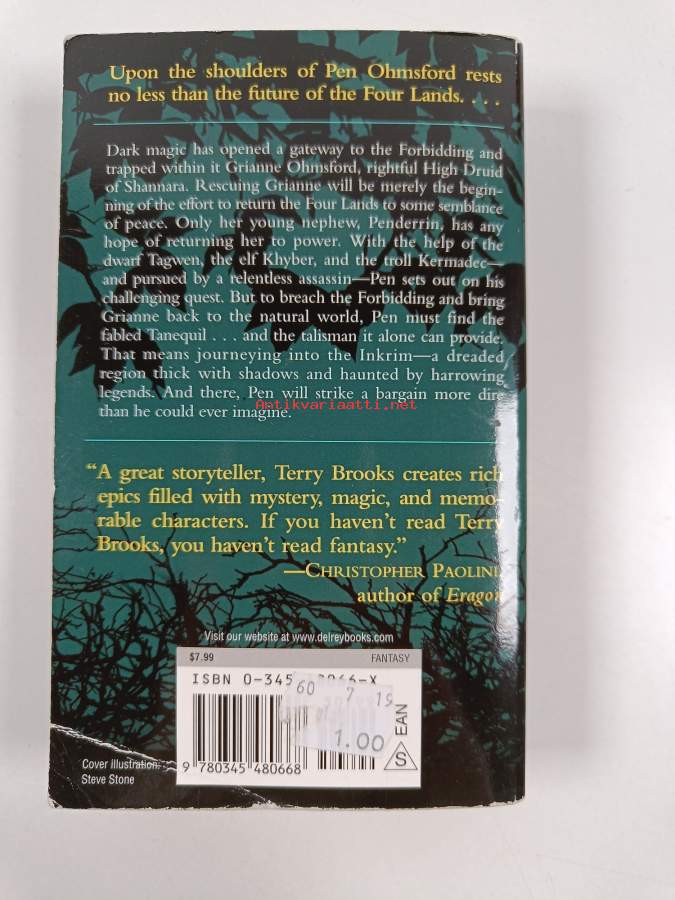 Upon the shoulders of Pen Ohmsford rests
no less than the future of the Four Lands. . . .
Dark magic has opened a gateway to the Forbidding and
trapped within it Grianne Ohmsford, rightful High Druid
of Shannara. Rescuing Grianne will be merely the begin-
ning of the effort to return the Four Lands to some semblance
of peace. Only her young nephew, Penderrin, has any
hope of returning her to power. With the help of the
dwarf Tagwen, the elf Khyber, and the troll Kermadec—
and pursued by a relentless assassin—Pen sets out on his
challenging quest. But to breach the Forbidding and bring
Grianne back to the natural world, Pen must find the
fabled Tanequil . . . and the talisman it alone can provide.
That means journeying into the Inkrim—a dreaded
region thick with shadows and haunted by harrowing
legends. And there, Pen will strike a bargain more dire
than he could ever imagine.
Antikvariaatti.net
“A great storyteller, Terry Brooks creates rich
epics filled with mystery, magic, and memo-
rable characters. If you haven’t read Terry
Brooks, you haven’t read fantasy.”
—CHRISTOPHER PAOLINI,
author of Eragon
Visit our website at www.delreybooks.com
$7.99 FANTASY
ISBN 0-345 66-X
60 7 19
1.00
EAN
S
9 780345 480668
Cover illustration:
Steve Stone